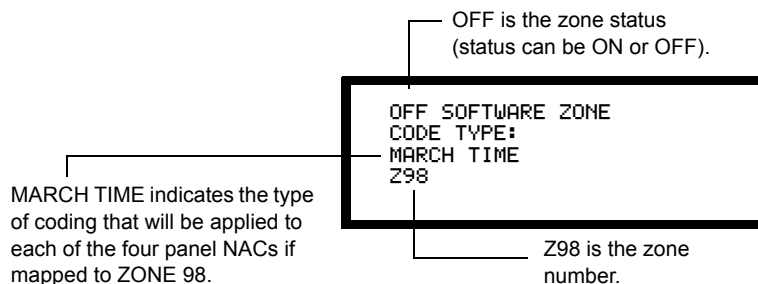 OFF is the zone status
(status can be ON or OFF).
OFF SOFTWARE ZONE
CODE TYPE:
MARCH TIME
Z98
MARCH TIME indicates the type
of coding that will be applied to
each of the four panel NACs if
mapped to ZONE 98.
Z98 is the zone
number.